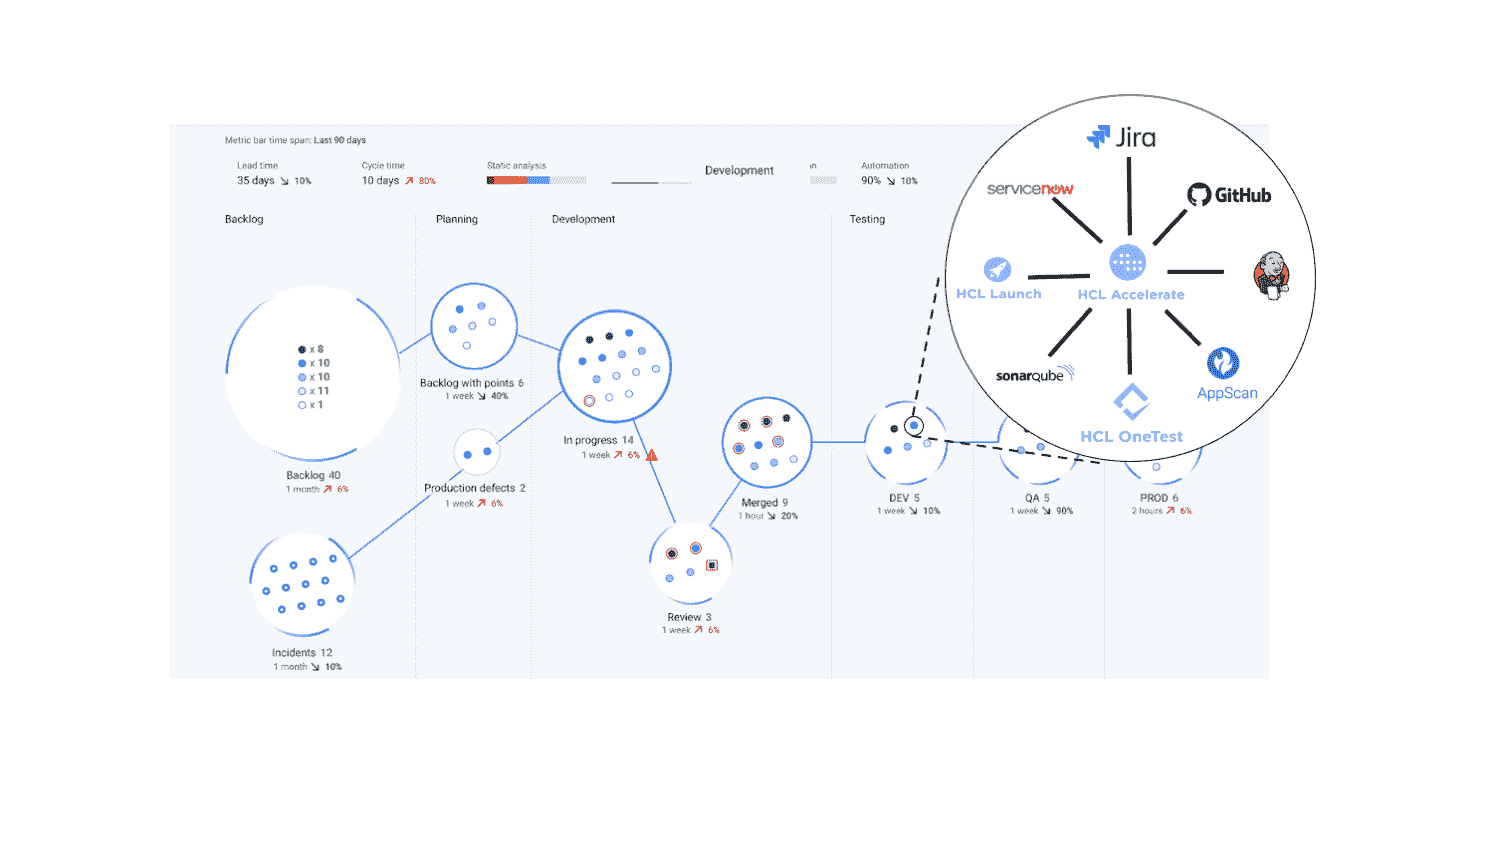 Metric bar time span: Last 90 days
Lead time
35 days ↘ 10%
Cycle time
10 days ↗ 80%
Static analysis
Development
Automation
90% ↘ 10%
Backlog
Planning
Development
Testing
x 8
x 10
x 10
x 11
x 1
Backlog 40
1 month ↗ 6%
Incidents 12
1 month ↘ 10%
Backlog with points 6
1 week ↘ 40%
Production defects 2
1 week ↗ 6%
In progress 14
1 week ↗ 6%
Review 3
1 week ↗ 6%
Merged 9
1 hour ↘ 20%
DEV 5
1 week ↘ 10%
QA 5
1 week ↘ 90%
PROD 6
2 hours ↗ 6%
Jira
servicenow
GitHub
HCL Launch
HCL Accelerate
sonarqube
AppScan
HCL OneTest